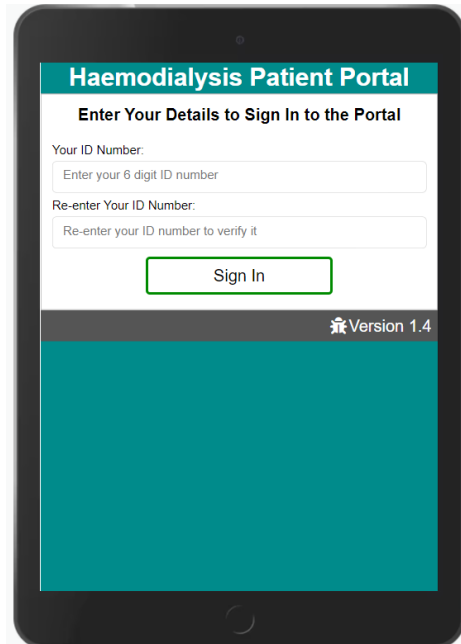 Haemodialysis Patient Portal
Enter Your Details to Sign In to the Portal
Your ID Number:
Enter your 6 digit ID number
Re-enter Your ID Number:
Re-enter your ID number to verify it
Sign In
Version 1.4